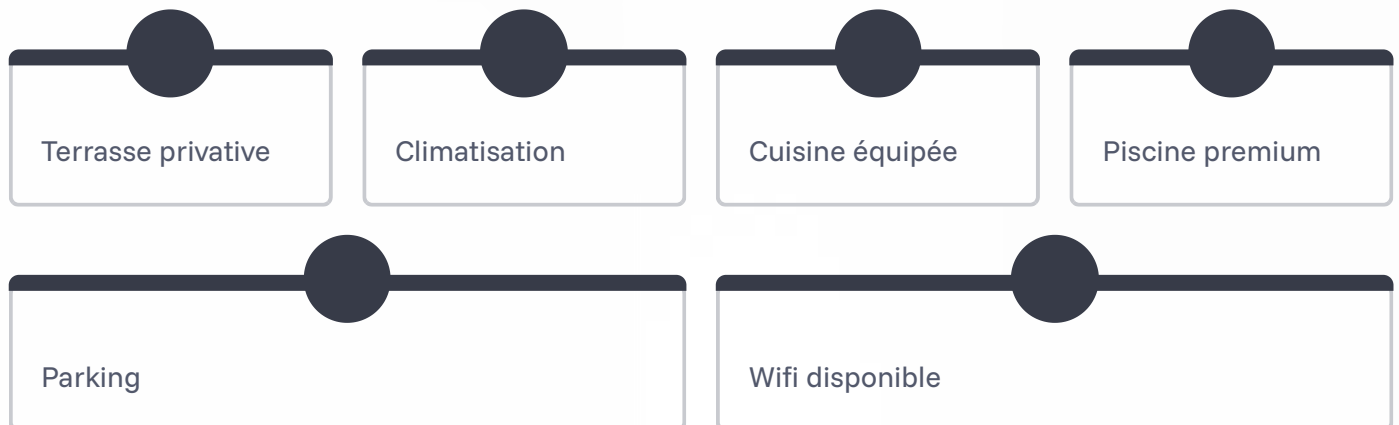 Terrasse privative
Climatisation
Cuisine équipée
Piscine premium
Parking
Wifi disponible